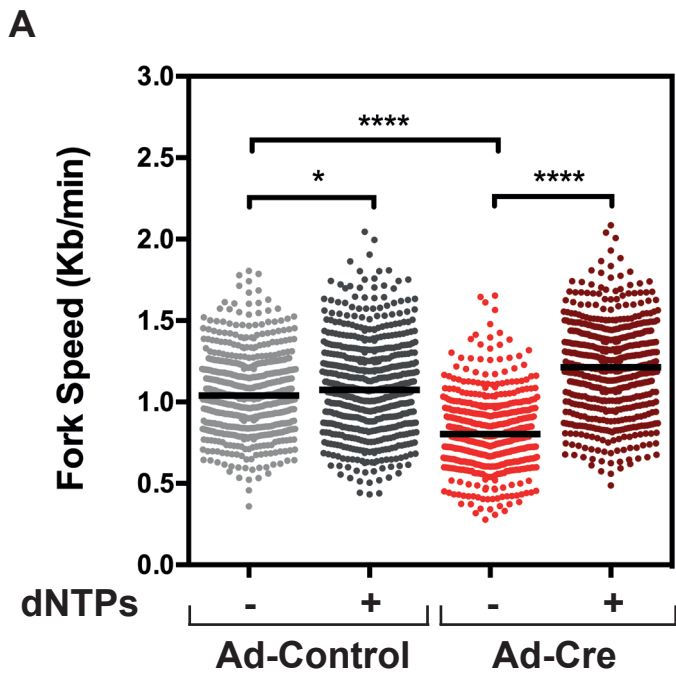 A
Fork Speed (Kb/min)
3.0
2.5
2.0
1.5
1.0
0.5
0.0
****
*
****
dNTPs - + - +
Ad-Control Ad-Cre